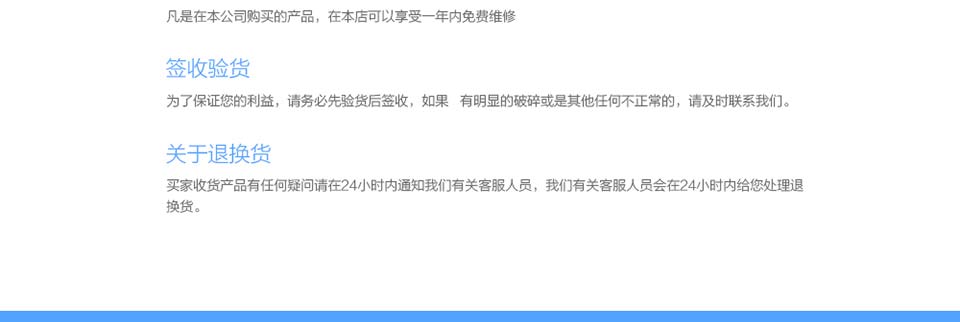 凡是在本公司购买的产品，在本店可以享受一年内免费维修
签收验货
为了保证您的利益，请务必先验货后签收，如果 有明显的破碎或是其他任何不正常的，请及时联系我们。
关于退换货
买家收货产品有任何疑问请在24小时内通知我们有关客服人员，我们有关客服人员会在24小时内给您处理退
换货。